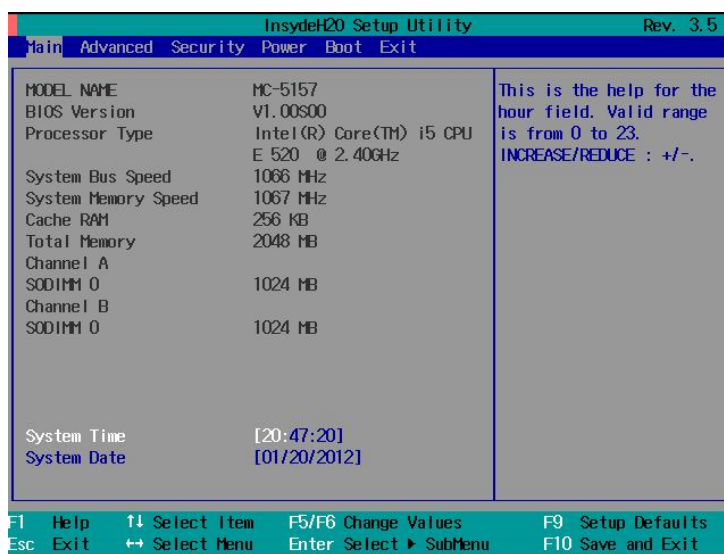 InsydeH20 Setup Utility Rev. 3.5
Main Advanced Security Power Boot Exit
MODEL NAME MC-5157
BIOS Version V1.00S00
Processor Type Intel(R) Core(TM) i5 CPU
E 520 @ 2.40GHz
System Bus Speed 1066 MHz
System Memory Speed 1067 MHz
Cache RAM 256 KB
Total Memory 2048 MB
Channel A
SODIMM 0 1024 MB
Channel B
SODIMM 0 1024 MB
System Time [20:47:20]
System Date [01/20/2012]
This is the help for the
hour field. Valid range
is from 0 to 23.
INCREASE/REDUCE : +/-.
F1 Help ↑↓ Select Item F5/F6 Change Values F9 Setup Defaults
Esc Exit ↔ Select Menu Enter Select ▶ SubMenu F10 Save and Exit